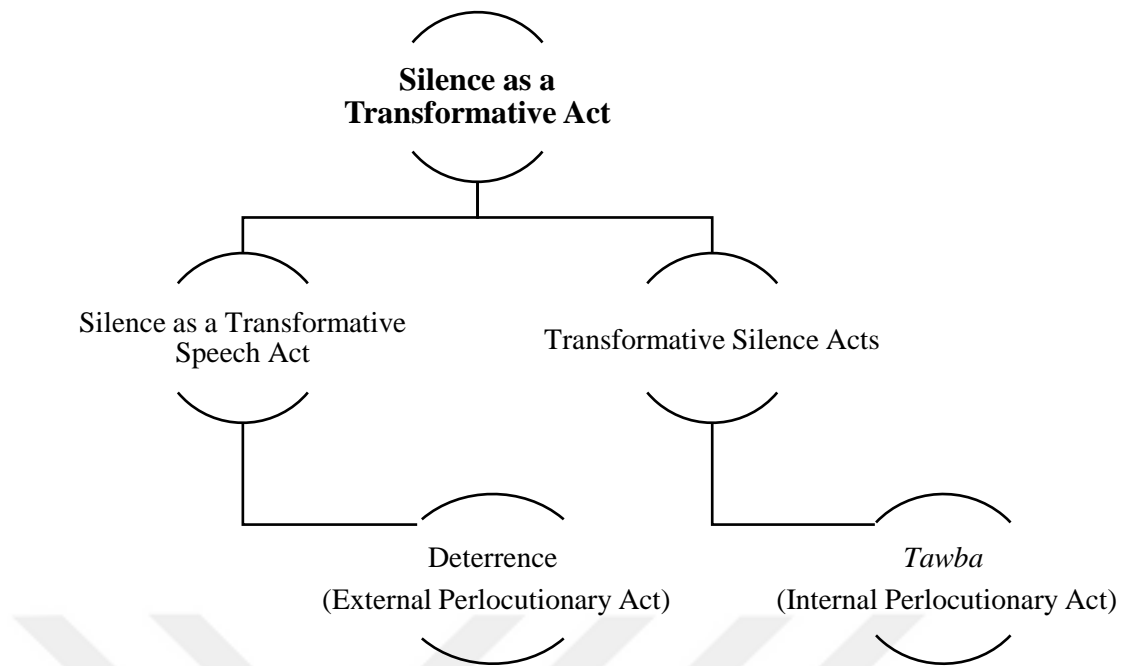 Silence as a
Transformative Act
Silence as a Transformative
Speech Act
Transformative Silence Acts
Deterrence
(External Perlocutionary Act)
Tawba
(Internal Perlocutionary Act)